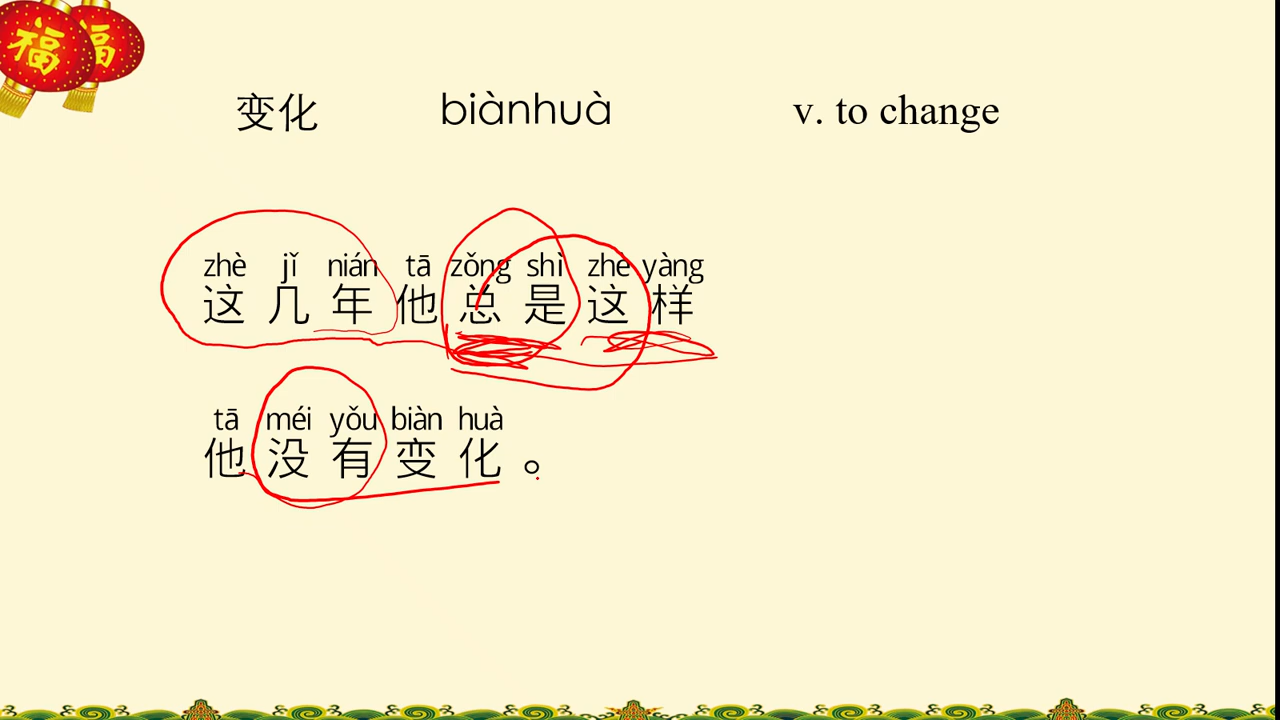 福 福
变化 biànhuà v. to change
zhè jǐ nián tā zǒng shì zhè yàng
这几年他总是这样
tā méi yǒu biàn huà
他没有变化。